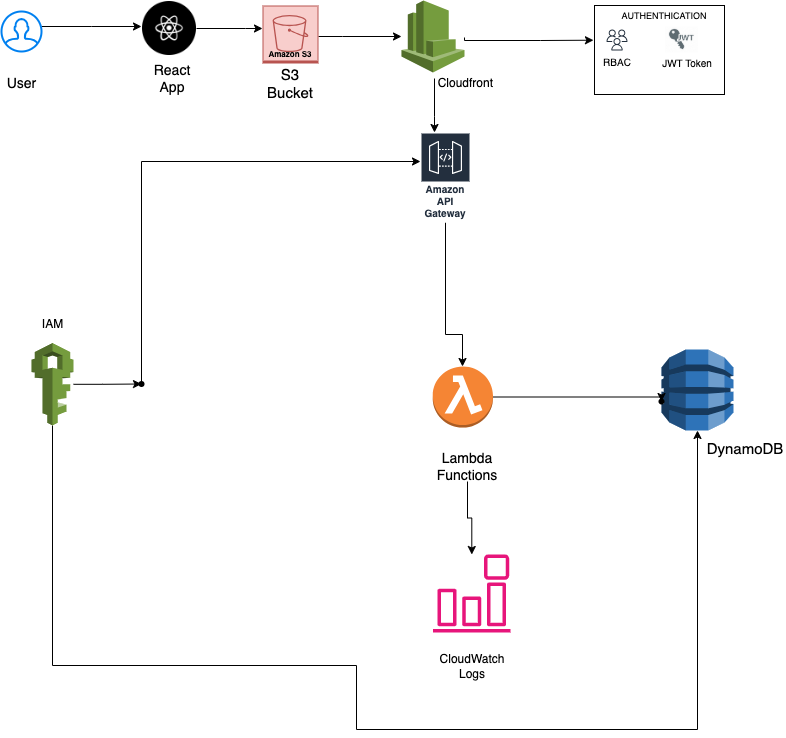 User
React
App
Amazon S3
S3
Bucket
Cloudfront
AUTHENTHICATION
RBAC
JWT
JWT Token
</>
Amazon
API
Gateway
IAM
λ
Lambda
Functions
DynamoDB
CloudWatch
Logs